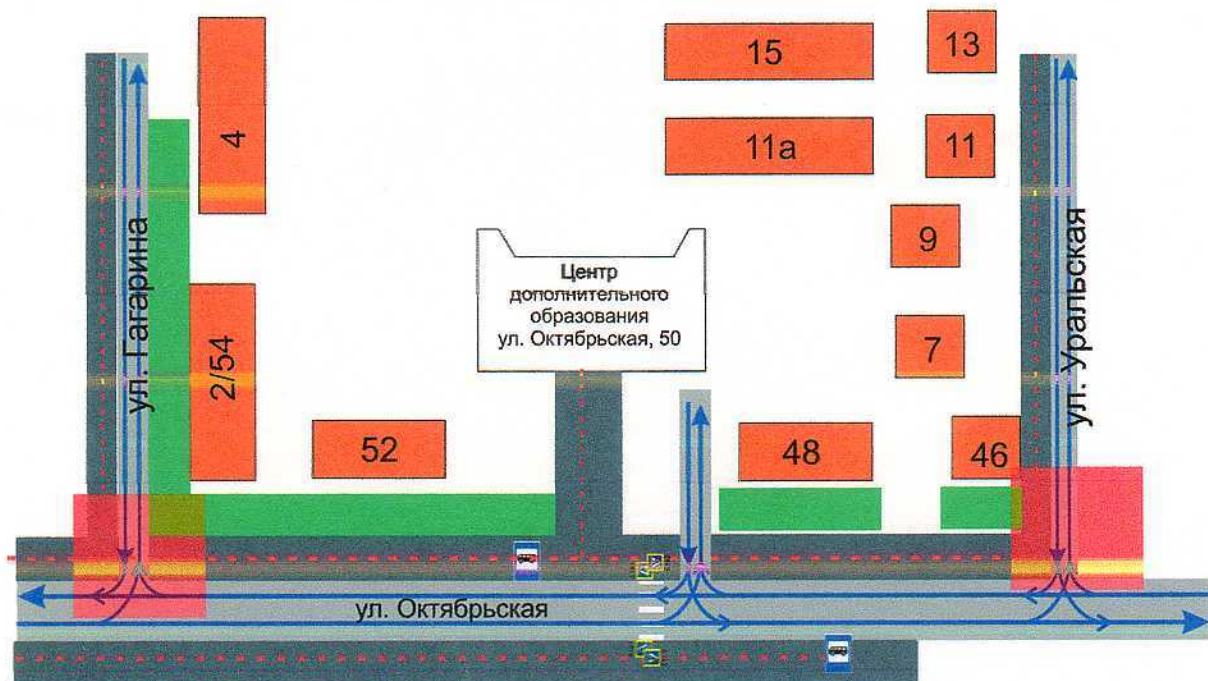 15
13
4
11а
11
9
ул. Гагарина
Центр
дополнительного
образования
ул. Октябрьская, 50
ул. Уральская
7
2/54
52
48
46
ул. Октябрьская